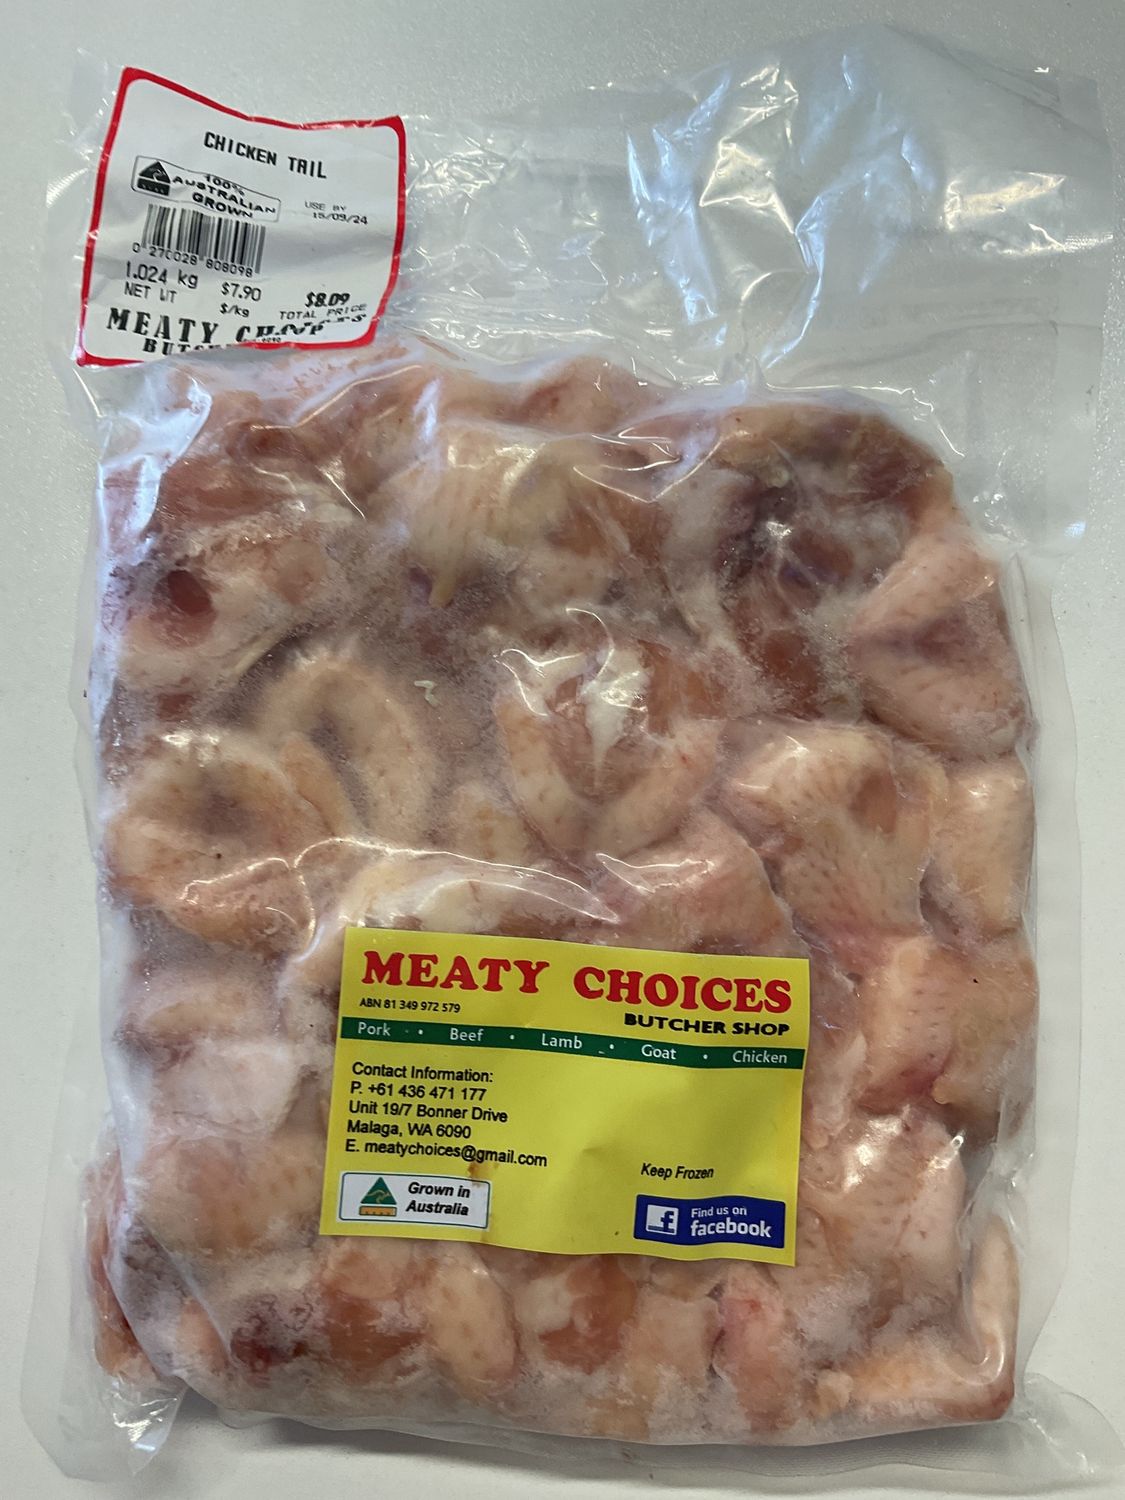 CHICKEN TAIL
100%
AUSTRALIAN
GROWN
USE BY
15/09/24
0 270028 808098
1.024 kg
NET WT
$7.90
$/kg
$8.09
TOTAL PRICE
MEATY CHOICES
MEATY CHOICES
ABN 81 349 972 579
BUTCHER SHOP
Pork • Beef • Lamb • Goat • Chicken
Contact Information:
P. +61 436 471 177
Unit 19/7 Bonner Drive
Malaga, WA 6090
E. meatychoices@gmail.com
Keep Frozen
Grown in
Australia
Find us on
facebook